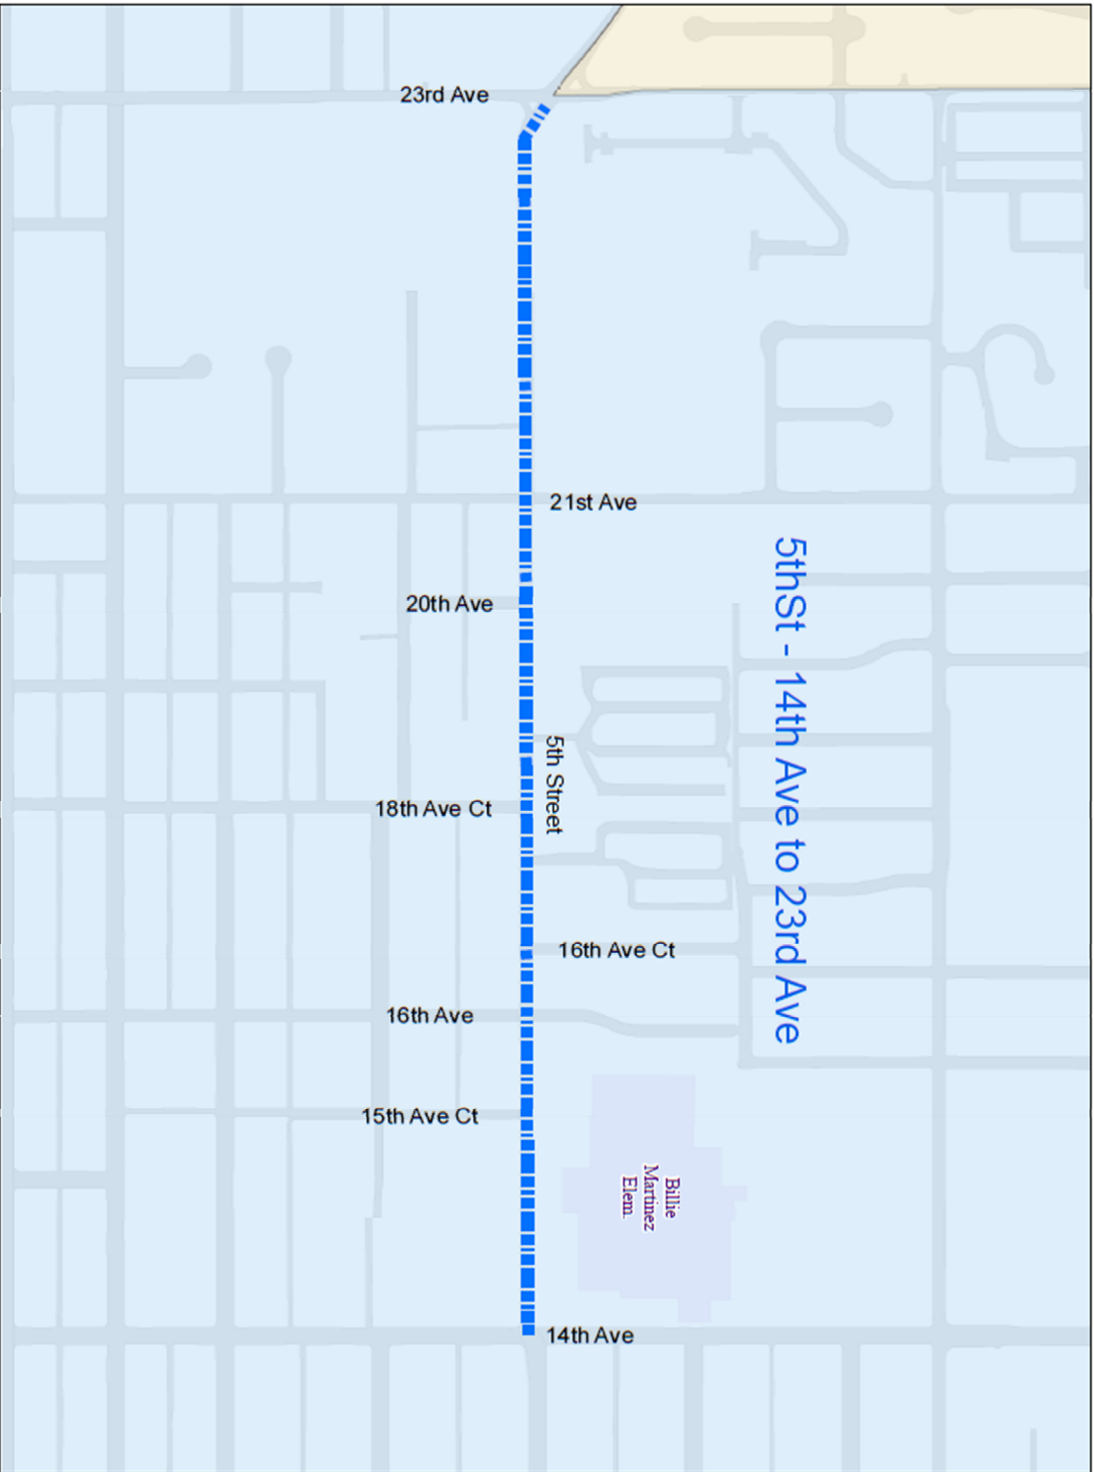 23rd Ave
21st Ave
5thSt - 14th Ave to 23rd Ave
20th Ave
5th Street
18th Ave Ct
16th Ave Ct
16th Ave
15th Ave Ct
Billie
Martinez
Elem.
14th Ave